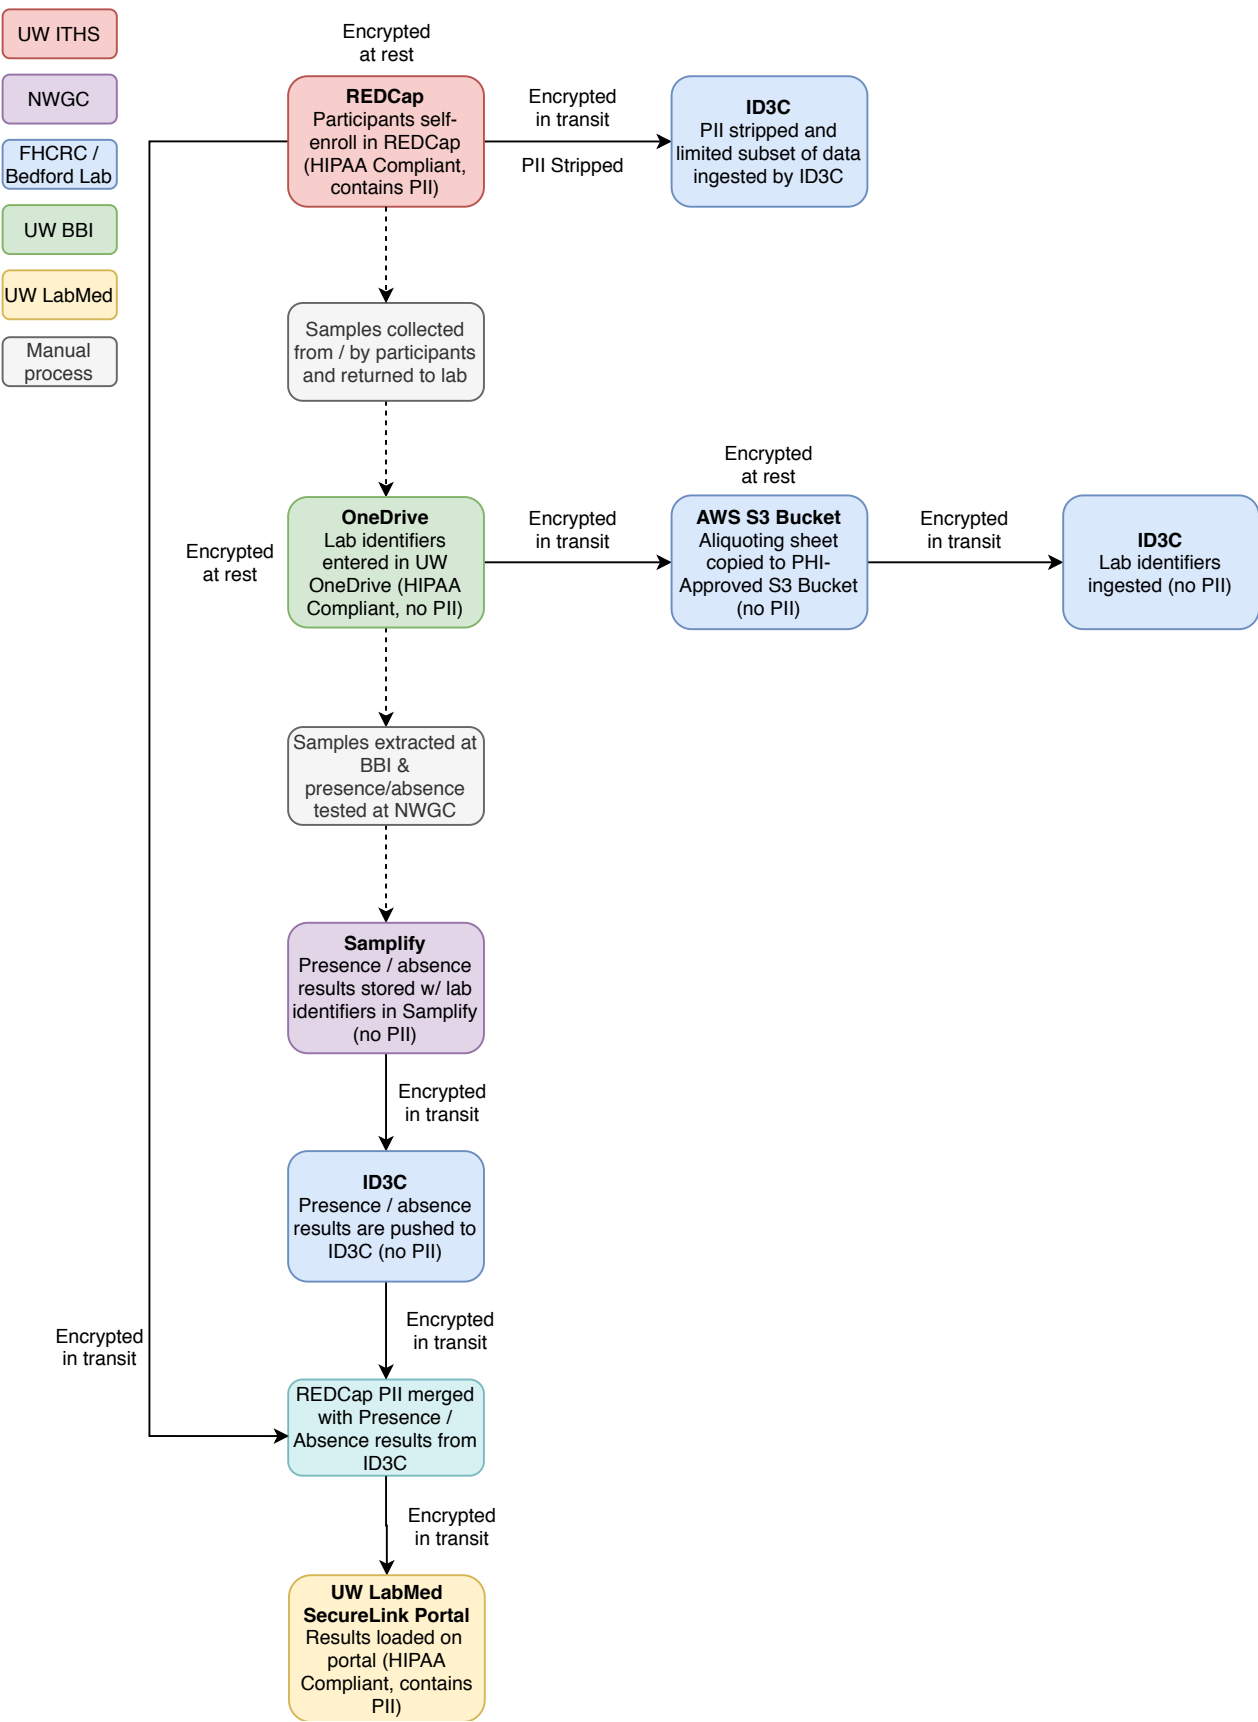 UW ITHS
NWGC
FHCRC /
Bedford Lab
UW BBI
UW LabMed
Manual
process
Encrypted
at rest
REDCap
Participants self-
enroll in REDCap
(HIPAA Compliant,
contains PII)
Encrypted
in transit
PII Stripped
ID3C
PII stripped and
limited subset of data
ingested by ID3C
Samples collected
from / by participants
and returned to lab
Encrypted
at rest
OneDrive
Lab identifiers
entered in UW
OneDrive (HIPAA
Compliant, no PII)
Encrypted
in transit
Encrypted
at rest
AWS S3 Bucket
Aliquoting sheet
copied to PHI-
Approved S3 Bucket
(no PII)
Encrypted
in transit
ID3C
Lab identifiers
ingested (no PII)
Samples extracted at
BBI &
presence/absence
tested at NWGC
Samplify
Presence / absence
results stored w/ lab
identifiers in Samplify
(no PII)
Encrypted
in transit
ID3C
Presence / absence
results are pushed to
ID3C (no PII)
Encrypted
in transit
Encrypted
in transit
REDCap PII merged
with Presence /
Absence results from
ID3C
Encrypted
in transit
UW LabMed
SecureLink Portal
Results loaded on
portal (HIPAA
Compliant, contains
PII)